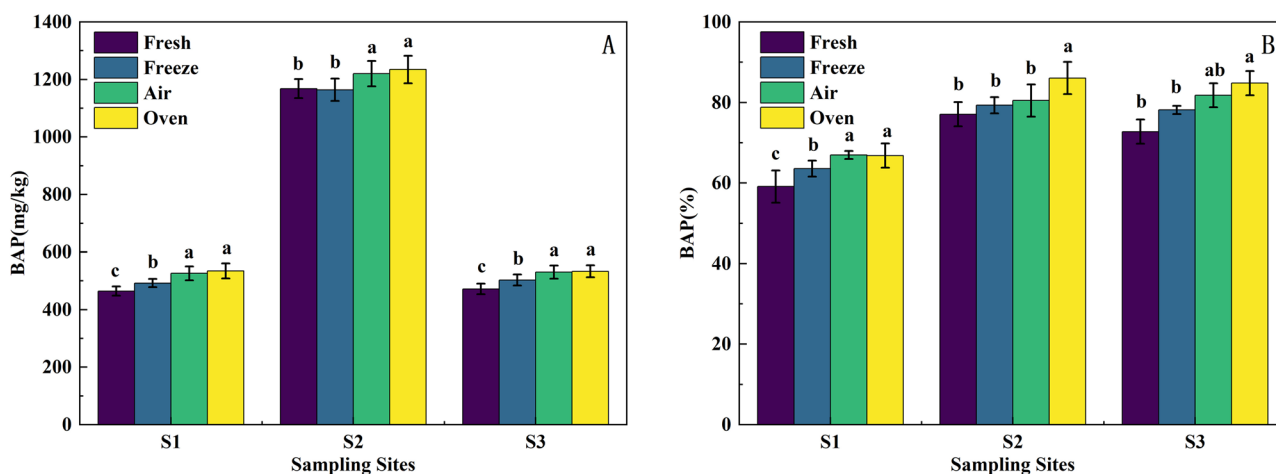 A
BAP(mg/kg)
1400
1200
1000
800
600
400
200
0
Fresh
Freeze
Air
Oven
c b a a
b b a a
c b a a
S1 S2 S3
Sampling Sites
B
BAP(%)
100
80
60
40
20
0
Fresh
Freeze
Air
Oven
c b a a
b b b a
b b ab a
S1 S2 S3
Sampling Sites